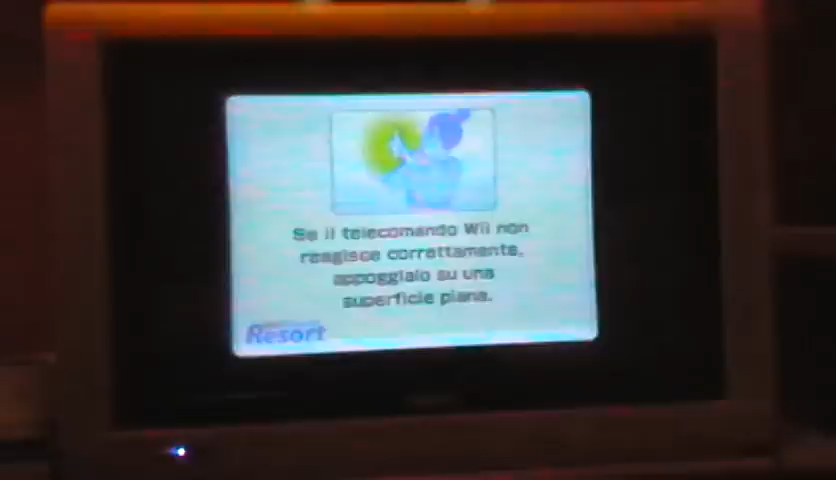 Se il telecomando Wii non
reagisce correttamente,
appoggialo su una
superficie piana.
Resort